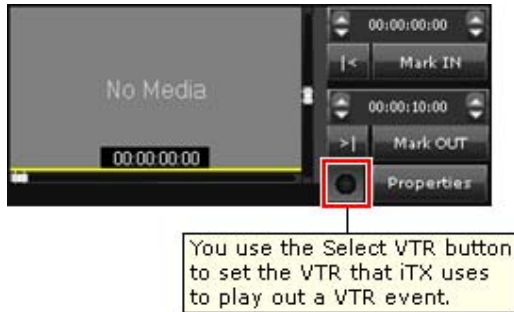 00:00:00:00
|< Mark IN
No Media
00:00:10:00
>| Mark OUT
00:00:00:00
Properties
You use the Select VTR button
to set the VTR that iTX uses
to play out a VTR event.